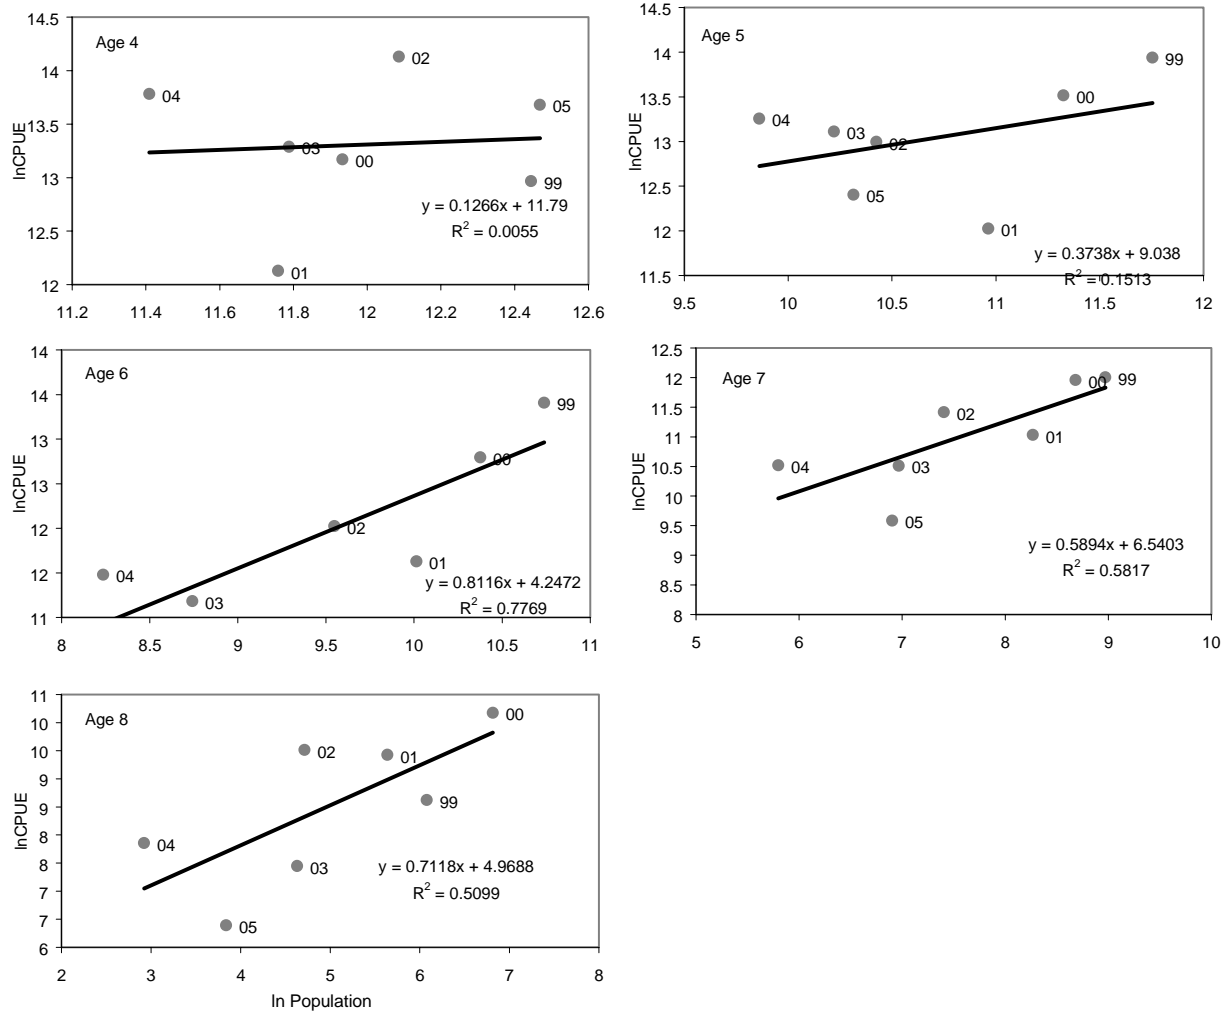 Age 4
lnCPUE
14.5
14
13.5
13
12.5
12
04
02
05
03
00
99
01
y = 0.1266x + 11.79
R² = 0.0055
11.2 11.4 11.6 11.8 12 12.2 12.4 12.6
Age 5
lnCPUE
14.5
14
13.5
13
12.5
12
11.5
99
00
04
03
02
05
01
y = 0.3738x + 9.038
R² = 0.1513
9.5 10 10.5 11 11.5 12
Age 6
lnCPUE
14
14
13
13
12
12
11
99
00
02
01
04
03
y = 0.8116x + 4.2472
R² = 0.7769
8 8.5 9 9.5 10 10.5 11
Age 7
lnCPUE
12.5
12
11.5
11
10.5
10
9.5
9
8.5
8
00
99
02
01
04
03
05
y = 0.5894x + 6.5403
R² = 0.5817
5 6 7 8 9 10
Age 8
lnCPUE
11
10
10
9
9
8
8
7
7
6
00
02
01
99
04
03
05
y = 0.7118x + 4.9688
R² = 0.5099
2 3 4 5 6 7 8
ln Population